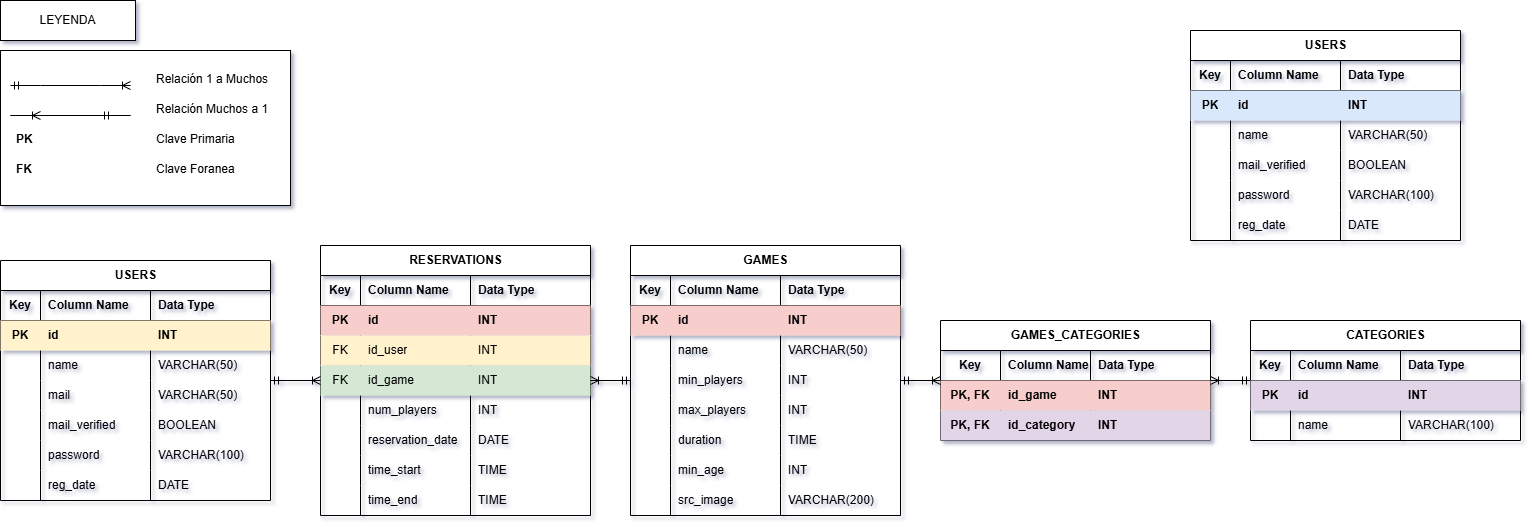 LEYENDA
Relación 1 a Muchos
Relación Muchos a 1
PK Clave Primaria
FK Clave Foranea
USERS
Key Column Name Data Type
PK id INT
name VARCHAR(50)
mail_verified BOOLEAN
password VARCHAR(100)
reg_date DATE
USERS
Key Column Name Data Type
PK id INT
name VARCHAR(50)
mail VARCHAR(50)
mail_verified BOOLEAN
password VARCHAR(100)
reg_date DATE
RESERVATIONS
Key Column Name Data Type
PK id INT
FK id_user INT
FK id_game INT
num_players INT
reservation_date DATE
time_start TIME
time_end TIME
GAMES
Key Column Name Data Type
PK id INT
name VARCHAR(50)
min_players INT
max_players INT
duration TIME
min_age INT
src_image VARCHAR(200)
GAMES_CATEGORIES
Key Column Name Data Type
PK, FK id_game INT
PK, FK id_category INT
CATEGORIES
Key Column Name Data Type
PK id INT
name VARCHAR(100)